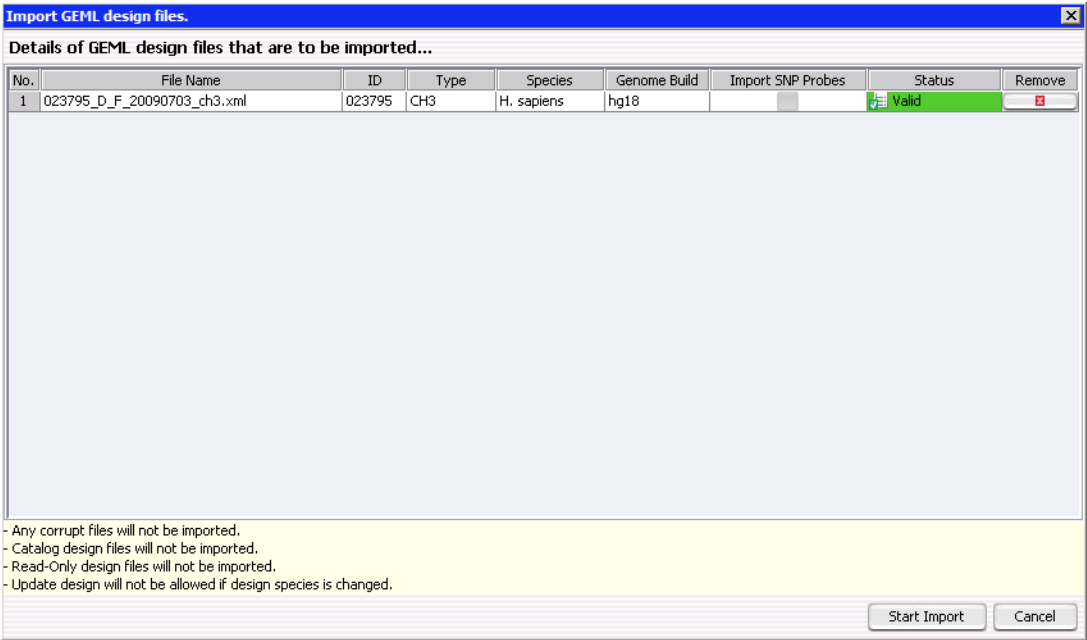 Import GEML design files.
Details of GEML design files that are to be imported...
No. File Name ID Type Species Genome Build Import SNP Probes Status Remove
1 023795_D_F_20090703_ch3.xml 023795 CH3 H. sapiens hg18 Valid
- Any corrupt files will not be imported.
- Catalog design files will not be imported.
- Read-Only design files will not be imported.
- Update design will not be allowed if design species is changed.
Start Import Cancel